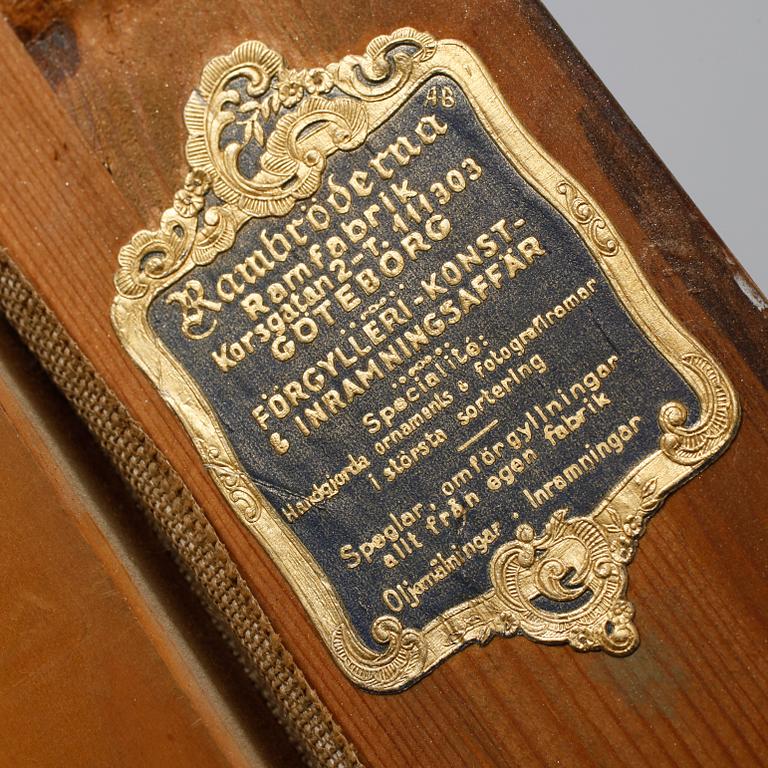 AB
Rambröderna
Ramfabrik
Korsgatan 2-T. 111303
GÖTEBORG
FÖRGYLLERI-KONST-
& INRAMNINGSAFFÄR
Specialité:
Handgjorda ornaments & fotografiramar
i största sortering
Speglar, omförgyllningar
allt från egen fabrik
Oljemålningar · Inramningar